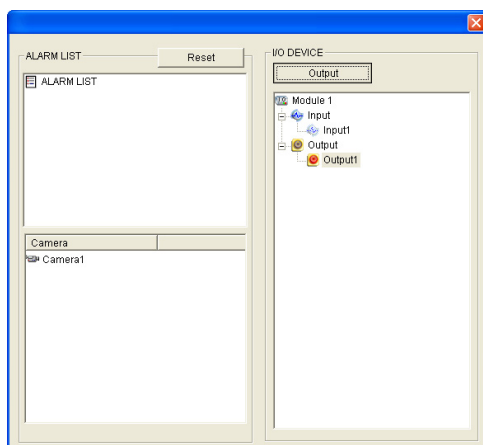 ALARM LIST
Reset
ALARM LIST
Camera
Camera1
I/O DEVICE
Output
Module 1
Input
Input1
Output
Output1